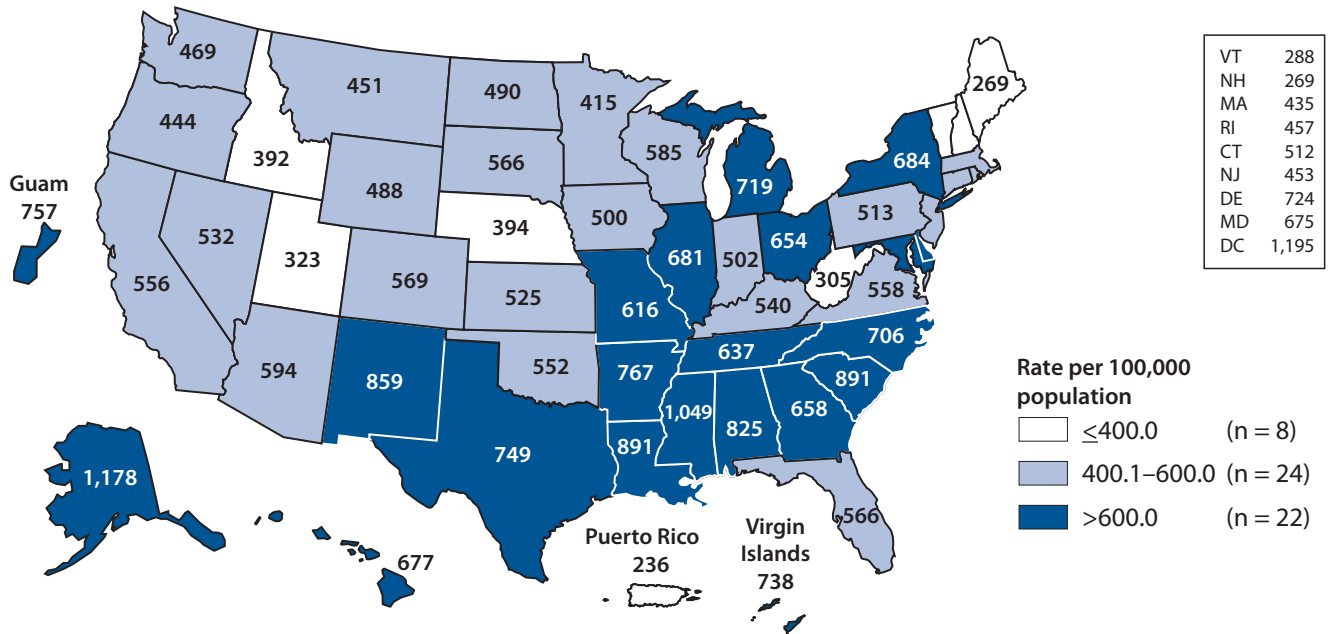 469
451
490
415
269
444
392
566
585
719
684
488
500
513
Guam
757
532
394
681
502
654
323
569
305
558
556
525
616
540
706
594
859
552
767
637
891
1,049
825
658
749
891
1,178
566
677
Puerto Rico
236
Virgin
Islands
738
VT 288
NH 269
MA 435
RI 457
CT 512
NJ 453
DE 724
MD 675
DC 1,195
Rate per 100,000
population
≤400.0 (n = 8)
400.1–600.0 (n = 24)
>600.0 (n = 22)